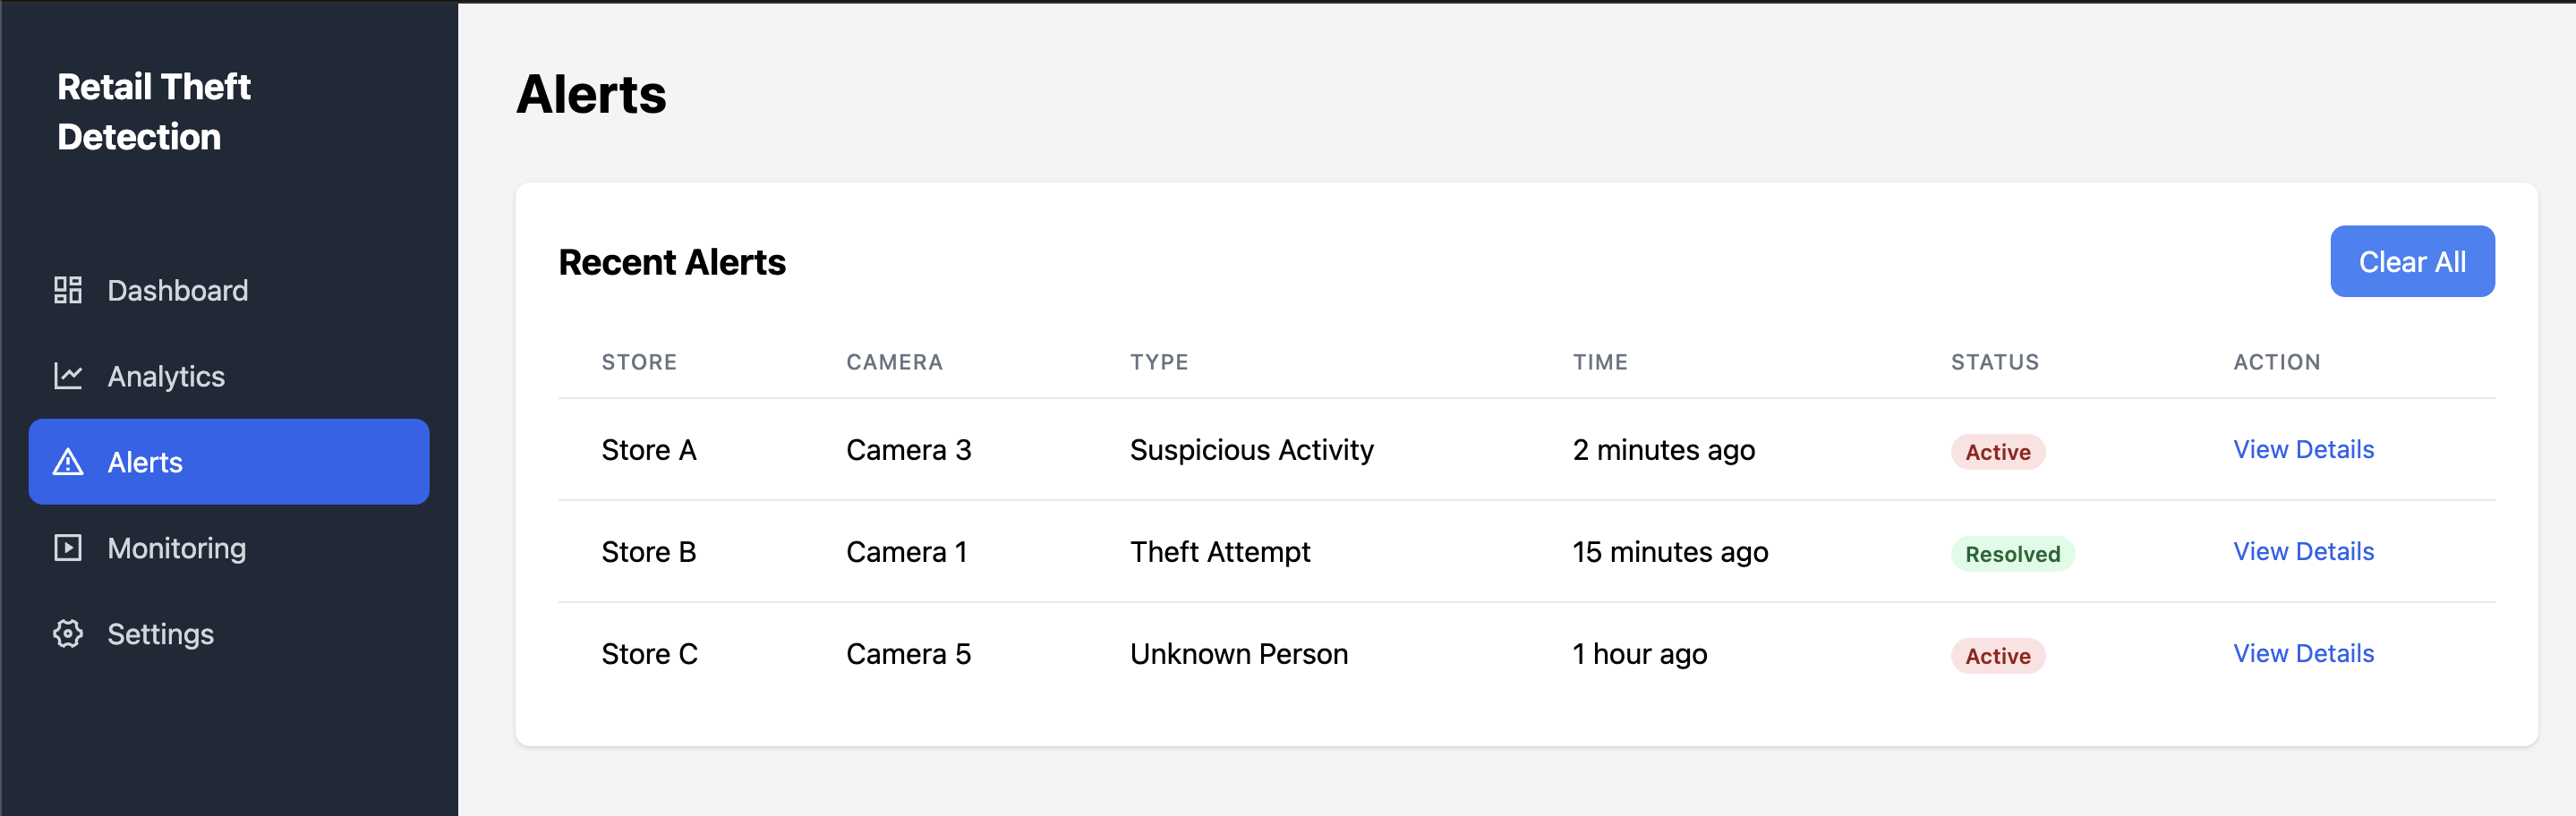 Retail Theft
Detection
Dashboard
Analytics
Alerts
Monitoring
Settings
Alerts
Recent Alerts
Clear All
STORE CAMERA TYPE TIME STATUS ACTION
Store A Camera 3 Suspicious Activity 2 minutes ago Active View Details
Store B Camera 1 Theft Attempt 15 minutes ago Resolved View Details
Store C Camera 5 Unknown Person 1 hour ago Active View Details